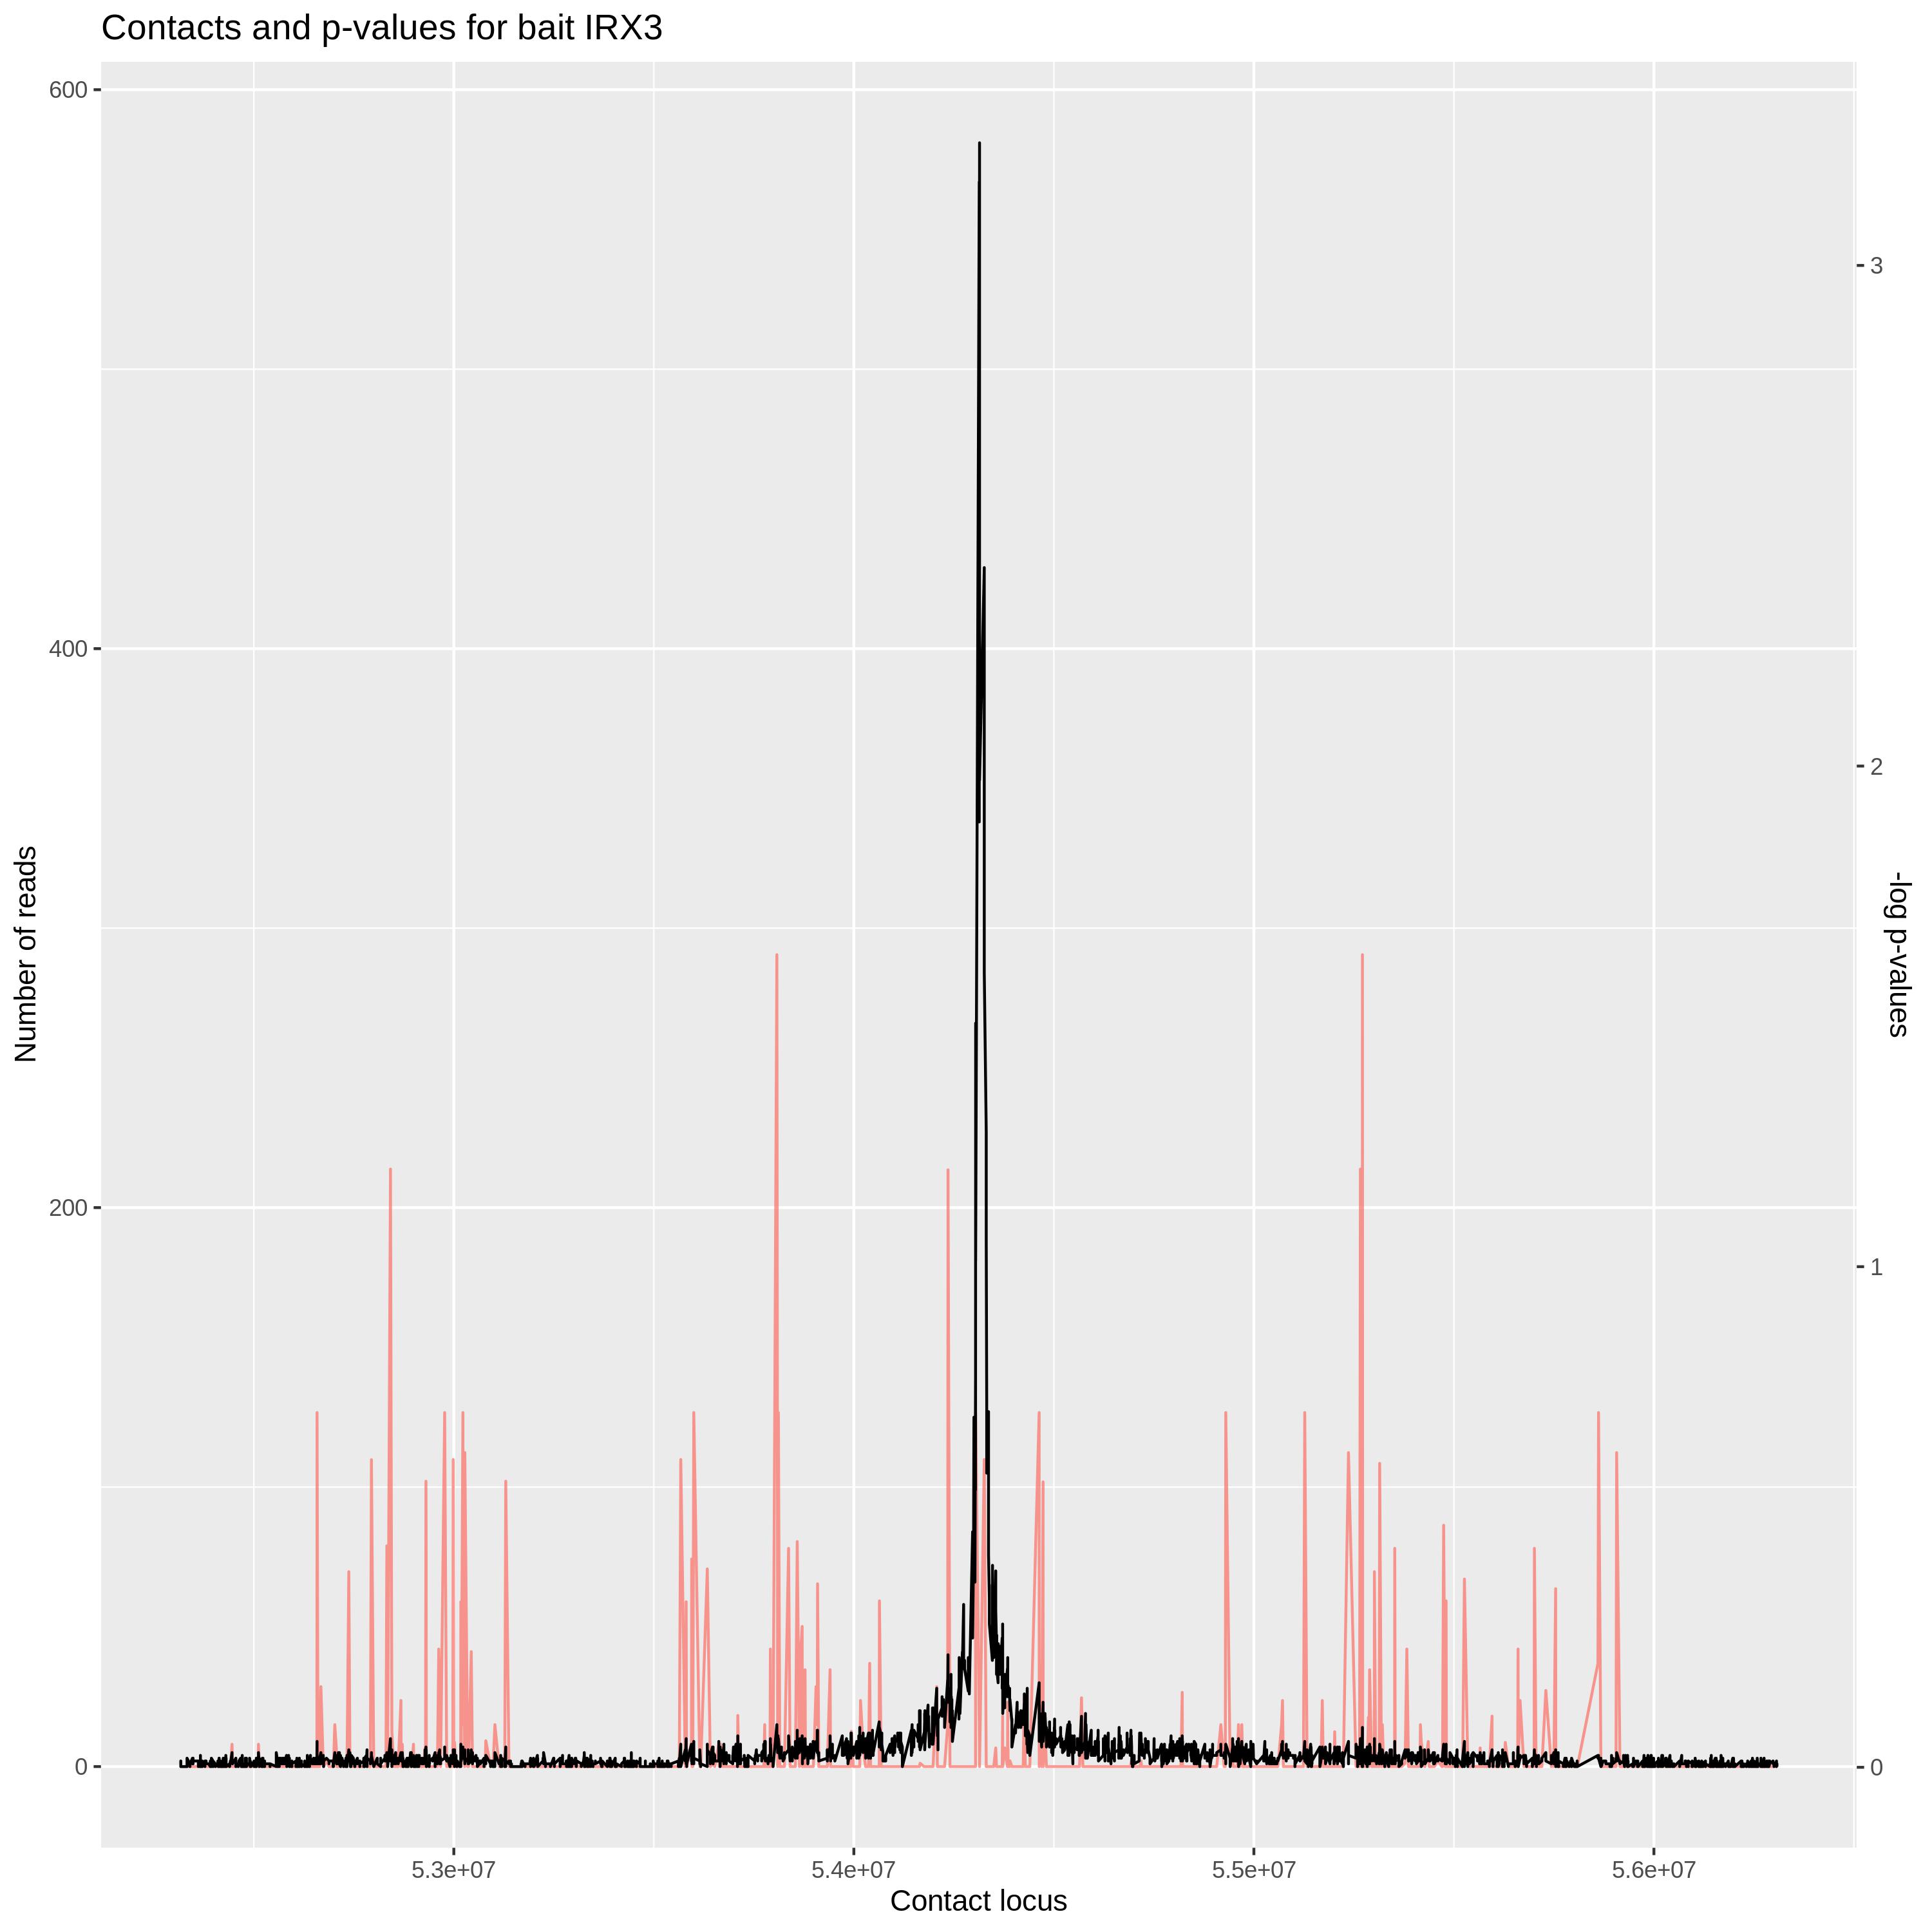 Contacts and p-values for bait IRX3
600
400
200
0
Number of reads
3
2
1
0
-log p-values
5.3e+07
5.4e+07
5.5e+07
5.6e+07
Contact locus